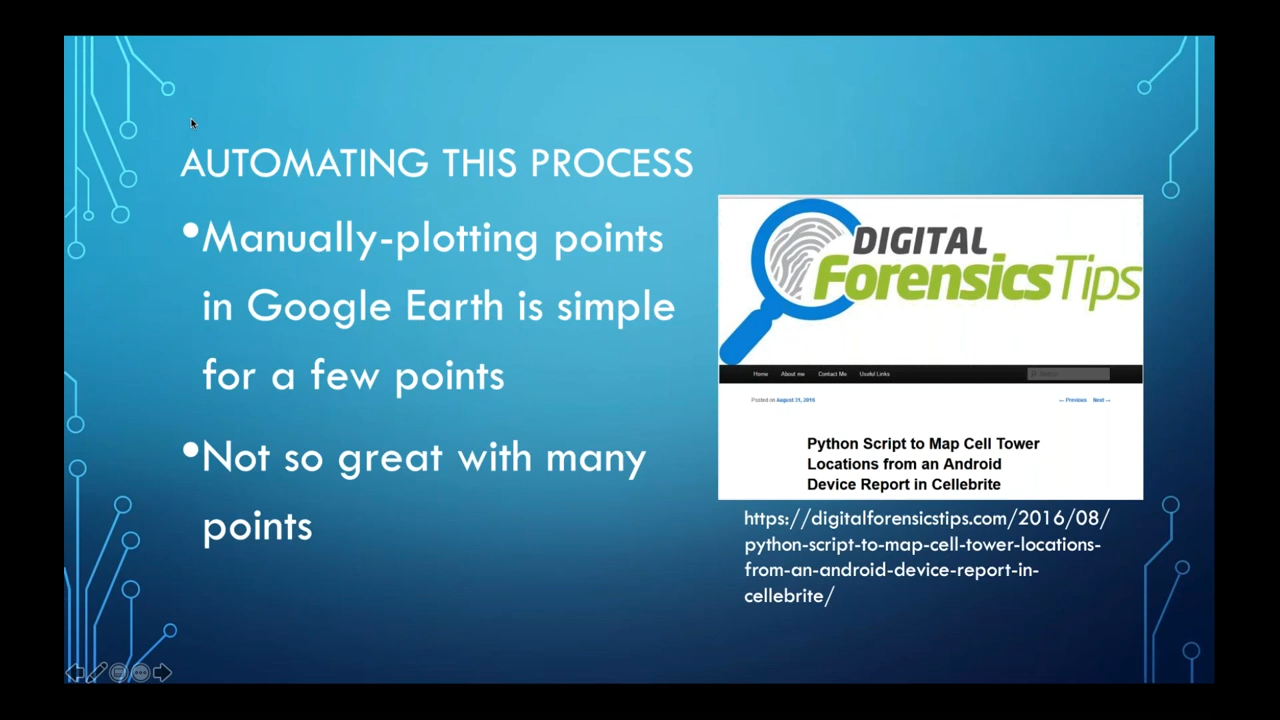 AUTOMATING THIS PROCESS
•Manually-plotting points
in Google Earth is simple
for a few points
•Not so great with many
points
DIGITAL
ForensicsTips
Home About me Contact Me Useful Links Search
Posted on August 31, 2016 ← Previous Next →
Python Script to Map Cell Tower
Locations from an Android
Device Report in Cellebrite
https://digitalforensicstips.com/2016/08/
python-script-to-map-cell-tower-locations-
from-an-android-device-report-in-
cellebrite/